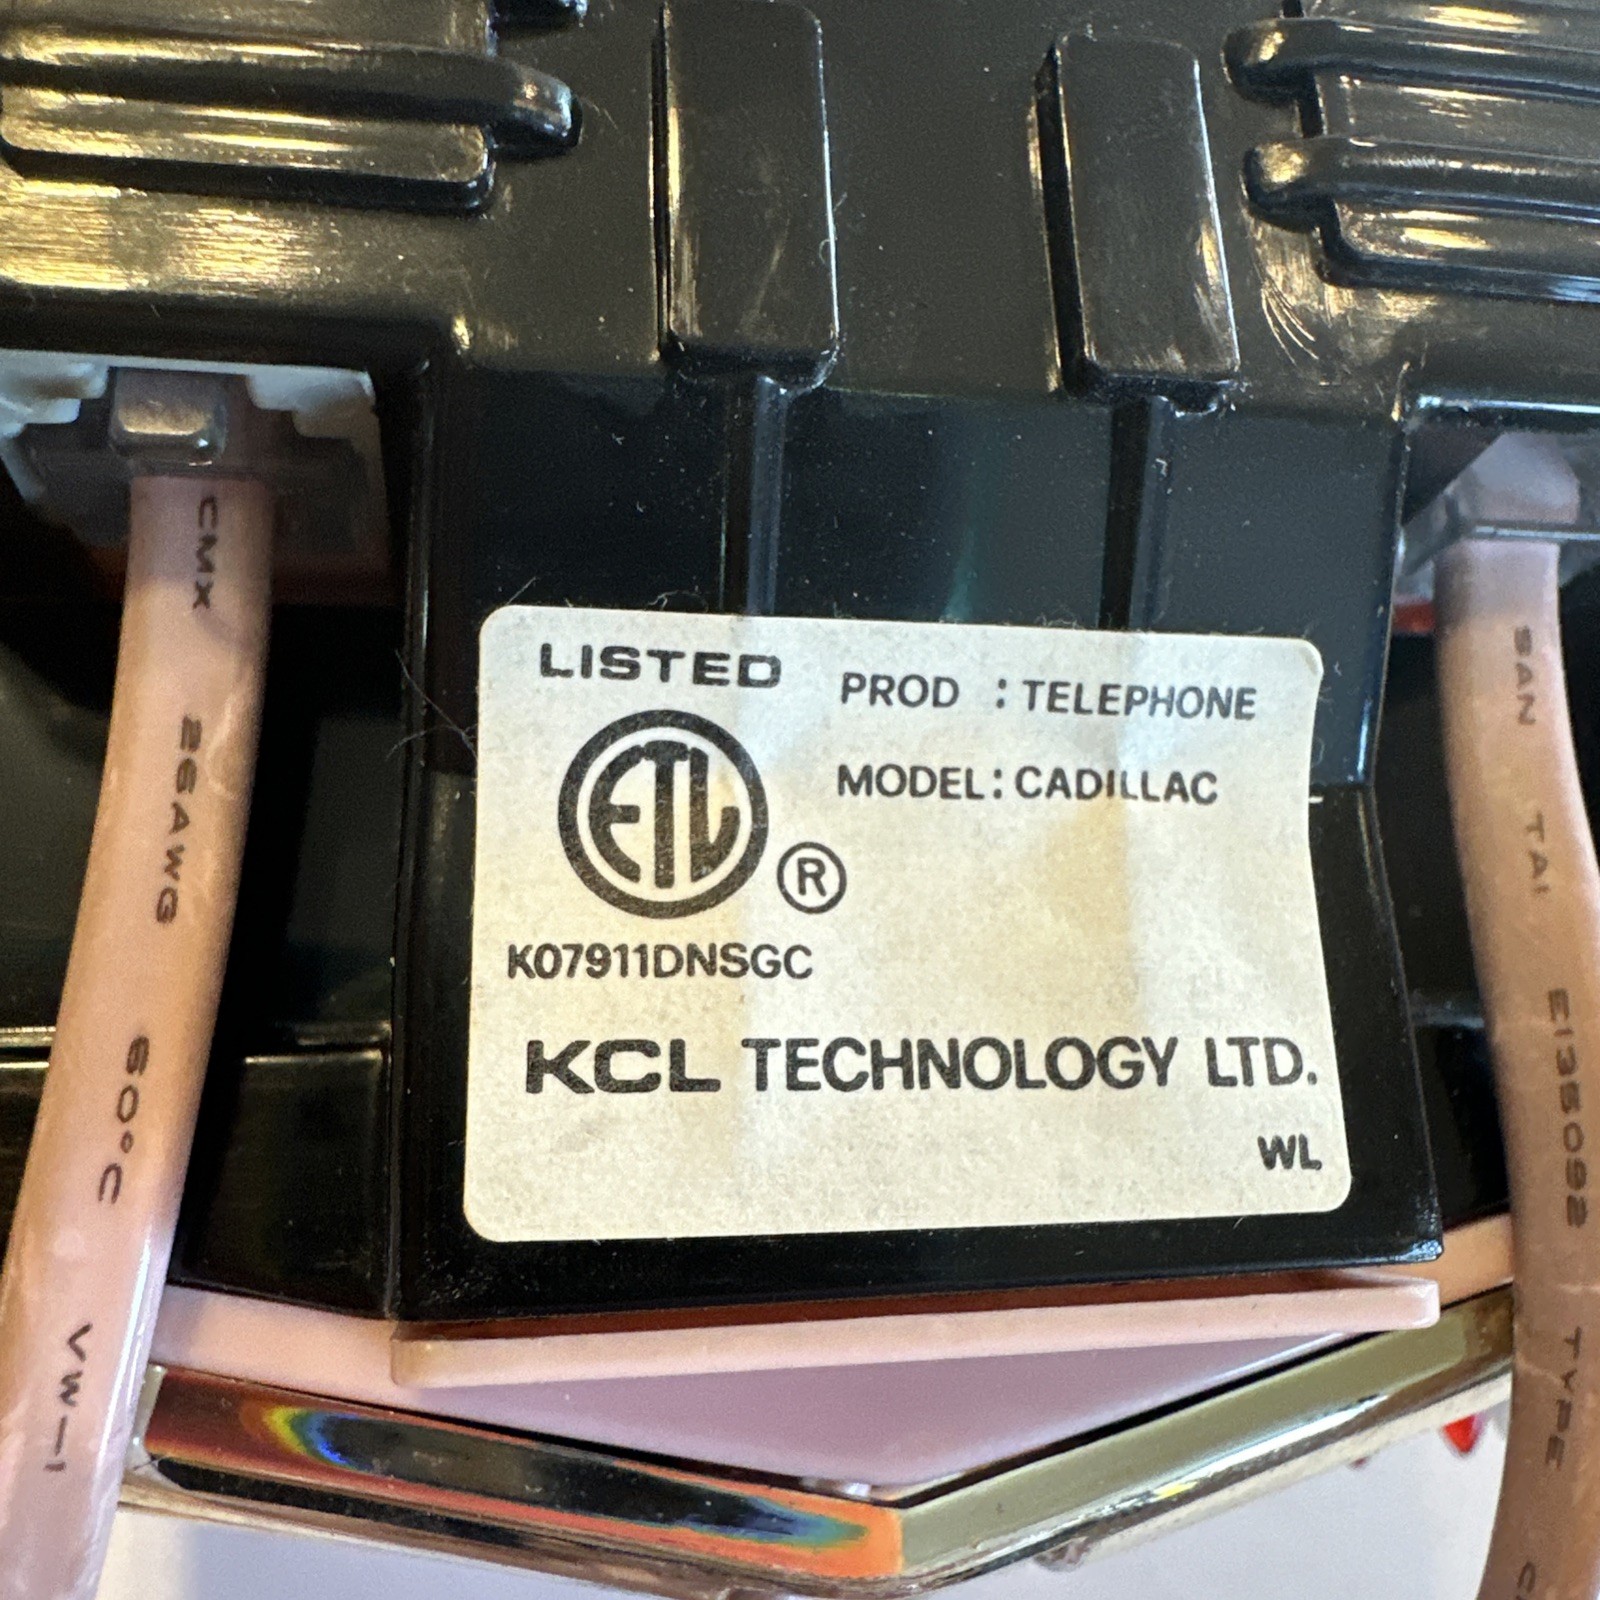 LISTED
ETL
®
K07911DNSGC
PROD : TELEPHONE
MODEL: CADILLAC
KCL TECHNOLOGY LTD.
WL
CMX 26AWG 60°C VW-1
SAN TAI E135092 TYPE